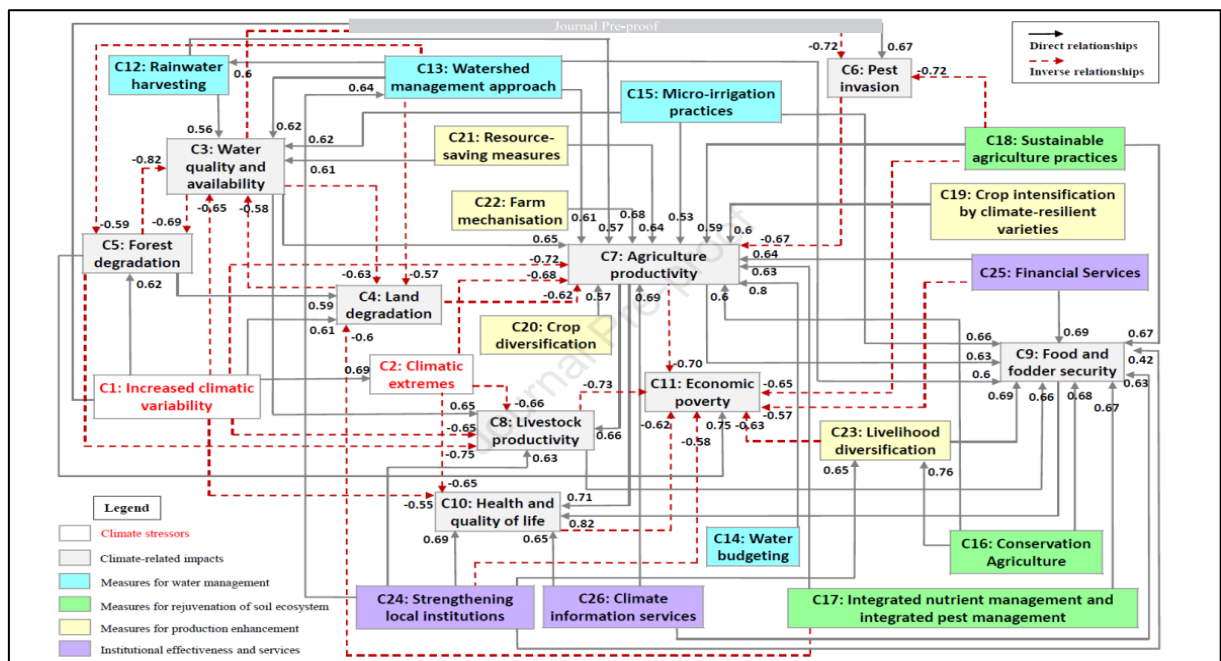 Journal Pre-proof
-0.72
0.67
Direct relationships
Inverse relationships
C12: Rainwater
harvesting
0.6
C13: Watershed
management approach
C6: Pest
invasion
-0.72
0.64
C15: Micro-irrigation
practices
C18: Sustainable
agriculture practices
0.56
0.62
0.62
C21: Resource-
saving measures
C3: Water
quality and
availability
0.61
-0.82
C19: Crop intensification
by climate-resilient
varieties
C22: Farm
mechanisation
-0.59
-0.69
-0.65
-0.58
0.61
0.57
0.68
0.64
0.53
0.59
0.6
-0.67
C5: Forest
degradation
0.65
C7: Agriculture
productivity
0.64
0.63
0.8
C25: Financial Services
-0.72
-0.68
-0.62
-0.63
-0.57
0.62
0.59
0.61
C4: Land
degradation
-0.6
0.57
0.69
0.6
C20: Crop
diversification
0.69
0.66
0.63
0.6
0.67
0.42
0.63
C9: Food and
fodder security
C1: Increased climatic
variability
0.69
C2: Climatic
extremes
-0.70
C11: Economic
poverty
-0.73
-0.65
-0.57
-0.63
-0.62
-0.58
0.75
0.69
0.66
0.68
0.67
-0.66
0.65
-0.65
-0.75
C8: Livestock
productivity
0.66
0.63
C23: Livelihood
diversification
0.65
0.76
-0.65
-0.55
C10: Health and
quality of life
0.71
0.82
0.69
0.65
C14: Water
budgeting
C16: Conservation
Agriculture
Legend
Climate stressors
Climate-related impacts
Measures for water management
Measures for rejuvenation of soil ecosystem
Measures for production enhancement
Institutional effectiveness and services
C24: Strengthening
local institutions
C26: Climate
information services
C17: Integrated nutrient management and
integrated pest management
Journal Pre-proof